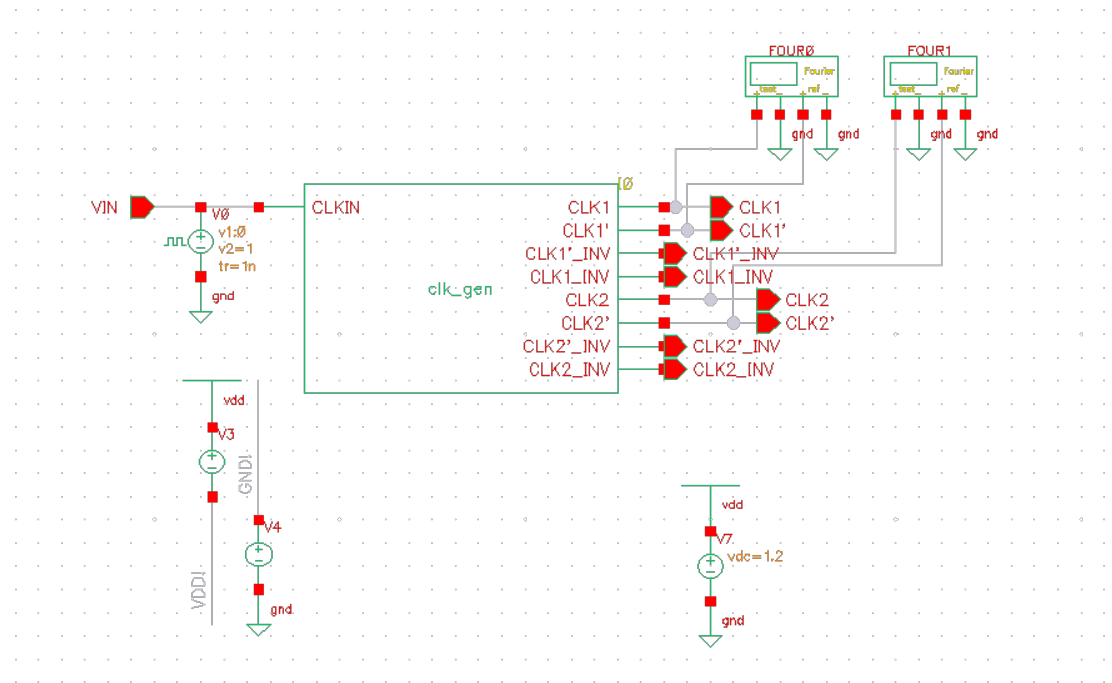 FOUR0
FOUR1
Fourier
Fourier
test
ref
test
ref
gnd
gnd
gnd
gnd
I0
VIN
V0
v1:0
v2=1
tr=1n
gnd
CLKIN
clk_gen
CLK1
CLK1'
CLK1'_INV
CLK1_INV
CLK2
CLK2'
CLK2'_INV
CLK2_INV
CLK1
CLK1'
CLK1'_INV
CLK1_INV
CLK2
CLK2'
CLK2'_INV
CLK2_INV
vdd
V3
GND!
V4
VDD!
gnd
vdd
V7
vdc=1.2
gnd